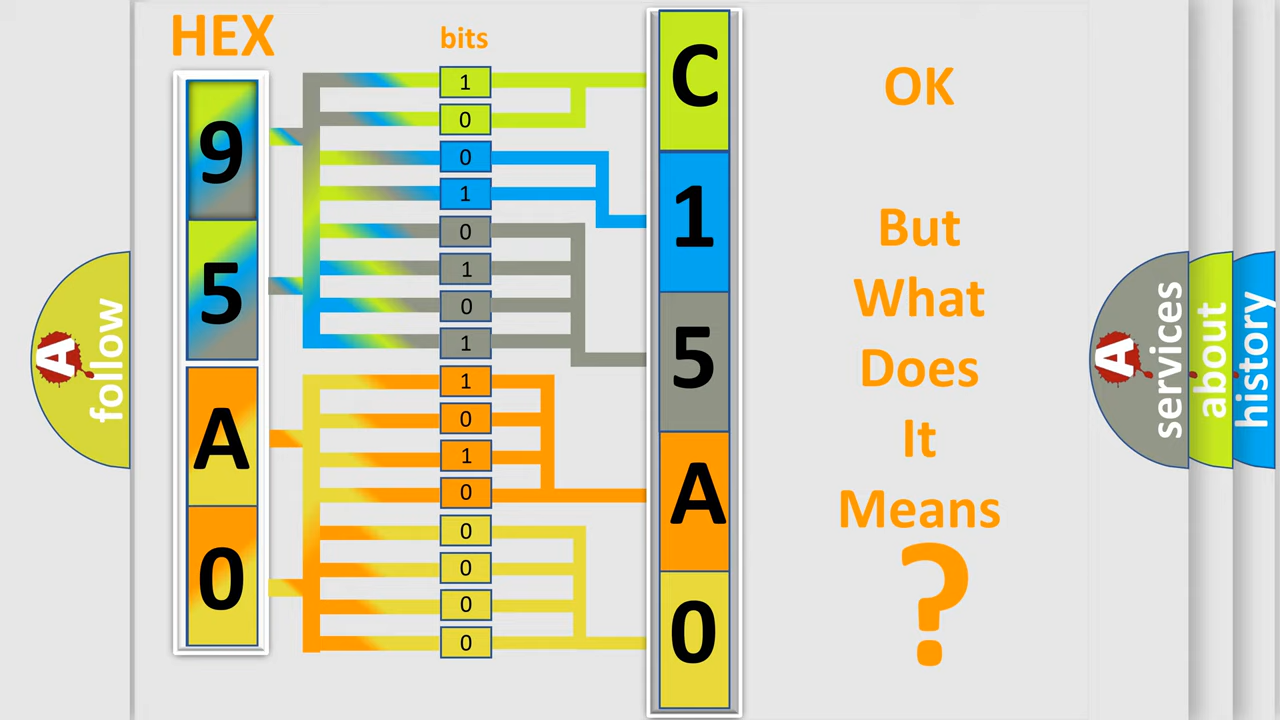 HEX
bits
9
5
A
0
1
0
0
1
0
1
0
1
1
0
1
0
0
0
0
0
C
1
5
A
0
OK
But
What
Does
It
Means
?
A
follow
A
services
about
history